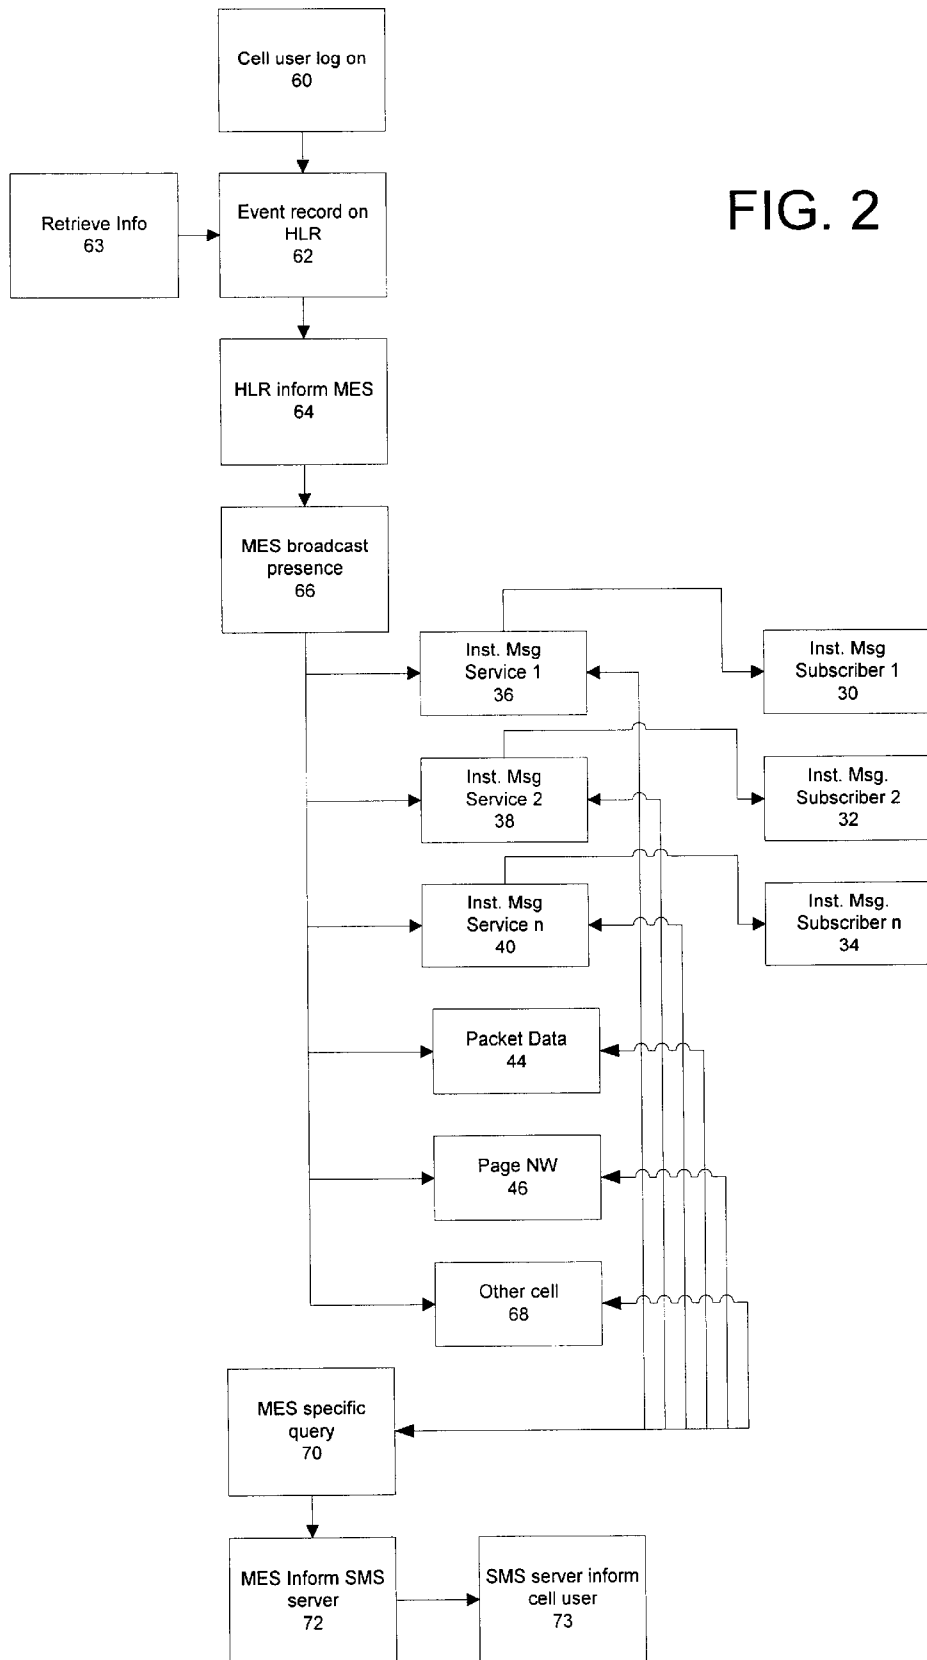 Cell user log on
60
FIG. 2
Retrieve Info
63
Event record on
HLR
62
HLR inform MES
64
MES broadcast
presence
66
Inst. Msg
Service 1
36
Inst. Msg
Subscriber 1
30
Inst. Msg
Service 2
38
Inst. Msg.
Subscriber 2
32
Inst. Msg
Service n
40
Inst. Msg.
Subscriber n
34
Packet Data
44
Page NW
46
Other cell
68
MES specific
query
70
MES Inform SMS
server
72
SMS server inform
cell user
73